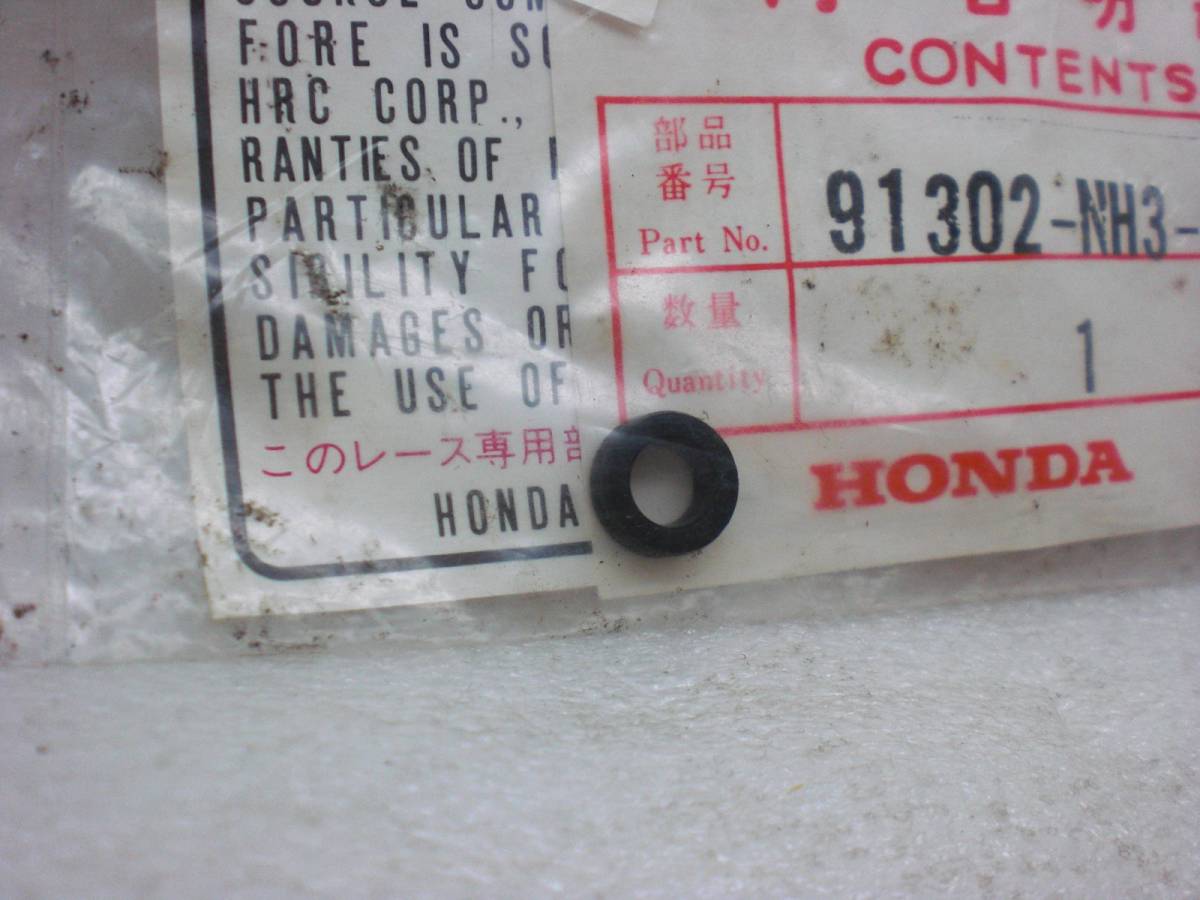 FORE IS
HRC CORP.,
RANTIES OF
PARTICULAR
SIBILITY
DAMAGES OR
THE USE OF
このレース専用部
HONDA
CONTENTS
部品
番号
Part No.
91302-NH3-
数量
Quantity
1
HONDA